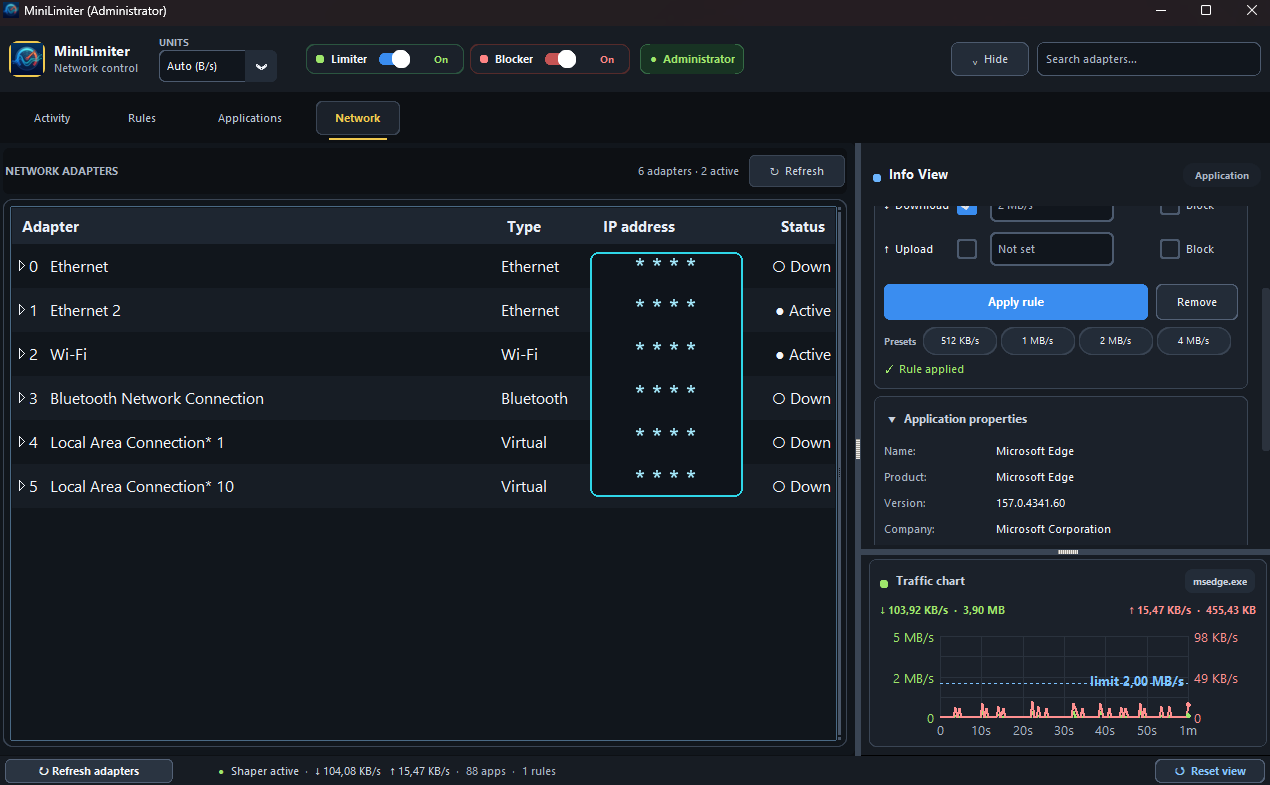 MiniLimiter (Administrator)
MiniLimiter
Network control
UNITS
Auto (B/s)
Limiter On
Blocker On
Administrator
Hide
Search adapters...
Activity Rules Applications Network
NETWORK ADAPTERS
6 adapters · 2 active
↻ Refresh
Adapter Type IP address Status
0 Ethernet Ethernet * * * * Down
1 Ethernet 2 Ethernet * * * * Active
2 Wi-Fi Wi-Fi * * * * Active
3 Bluetooth Network Connection Bluetooth * * * * Down
4 Local Area Connection* 1 Virtual * * * * Down
5 Local Area Connection* 10 Virtual * * * * Down
Info View
Application
↓ Download 2 MB/s Block
↑ Upload Not set Block
Apply rule Remove
Presets 512 KB/s 1 MB/s 2 MB/s 4 MB/s
✓ Rule applied
▼ Application properties
Name: Microsoft Edge
Product: Microsoft Edge
Version: 157.0.4341.60
Company: Microsoft Corporation
Traffic chart
msedge.exe
↓ 103,92 KB/s · 3,90 MB
↑ 15,47 KB/s · 455,43 KB
5 MB/s 98 KB/s
2 MB/s limit 2,00 MB/s 49 KB/s
0 0
0 10s 20s 30s 40s 50s 1m
↻ Refresh adapters
Shaper active · ↓ 104,08 KB/s ↑ 15,47 KB/s · 88 apps · 1 rules
↺ Reset view